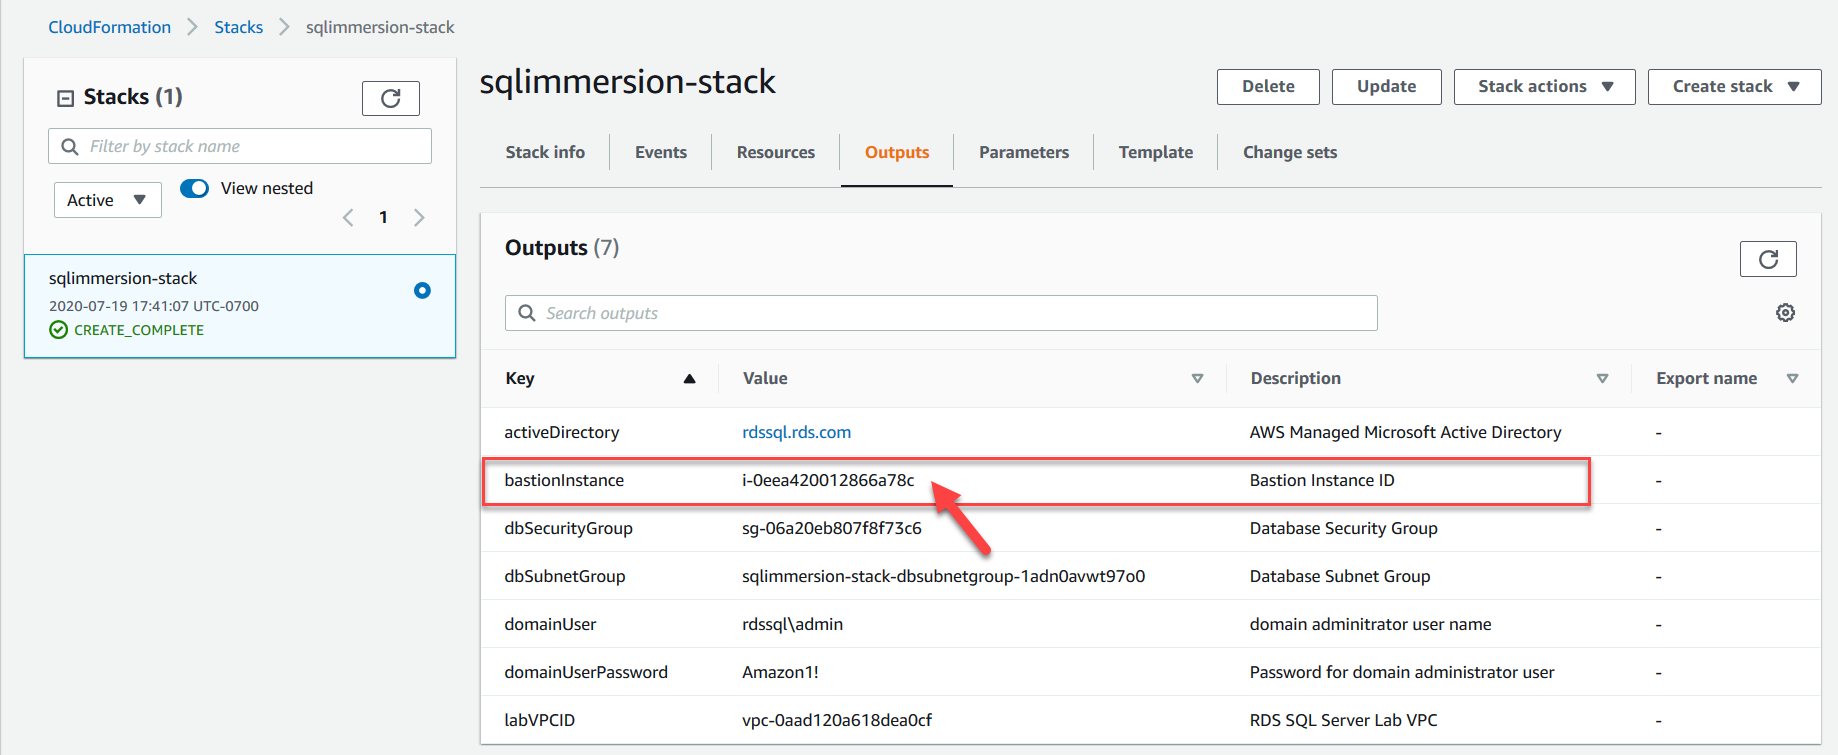 CloudFormation > Stacks > sqlimmersion-stack
Stacks (1)
Filter by stack name
Active
View nested
1
sqlimmersion-stack
2020-07-19 17:41:07 UTC-0700
CREATE_COMPLETE
sqlimmersion-stack
Delete Update Stack actions Create stack
Stack info Events Resources Outputs Parameters Template Change sets
Outputs (7)
Search outputs
Key Value Description Export name
activeDirectory rdssql.rds.com AWS Managed Microsoft Active Directory -
bastionInstance i-0eea420012866a78c Bastion Instance ID -
dbSecurityGroup sg-06a20eb807f8f73c6 Database Security Group -
dbSubnetGroup sqlimmersion-stack-dbsubnetgroup-1adn0avwt97o0 Database Subnet Group -
domainUser rdssql\admin domain adminitrator user name -
domainUserPassword Amazon1! Password for domain administrator user -
labVPCID vpc-0aad120a618dea0cf RDS SQL Server Lab VPC -